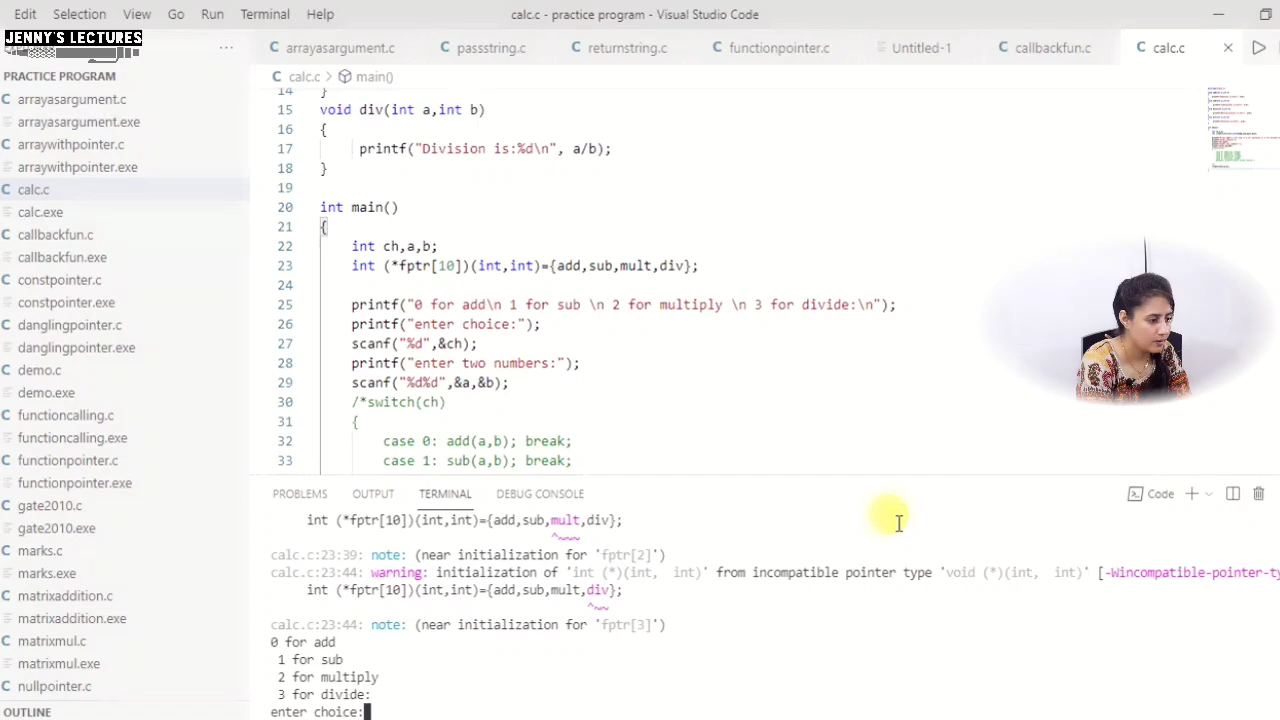 Edit Selection View Go Run Terminal Help calc.c - practice program - Visual Studio Code
JENNY'S LECTURES
arrayasargument.c passstring.c returnstring.c functionpointer.c Untitled-1 callbackfun.c calc.c
PRACTICE PROGRAM
calc.c > main()
arrayasargument.c
arrayasargument.exe
arraywithpointer.c
arraywithpointer.exe
calc.c
calc.exe
callbackfun.c
callbackfun.exe
constpointer.c
constpointer.exe
danglingpointer.c
danglingpointer.exe
demo.c
demo.exe
functioncalling.c
functioncalling.exe
functionpointer.c
functionpointer.exe
gate2010.c
gate2010.exe
marks.c
marks.exe
matrixaddition.c
matrixaddition.exe
matrixmul.c
matrixmul.exe
nullpointer.c
OUTLINE
14 }
15 void div(int a,int b)
16 {
17 printf("Division is:%d\n", a/b);
18 }
19
20 int main()
21 {
22 int ch,a,b;
23 int (*fptr[10])(int,int)={add,sub,mult,div};
24
25 printf("0 for add\n 1 for sub \n 2 for multiply \n 3 for divide:\n");
26 printf("enter choice:");
27 scanf("%d",&ch);
28 printf("enter two numbers:");
29 scanf("%d%d",&a,&b);
30 /*switch(ch)
31 {
32 case 0: add(a,b); break;
33 case 1: sub(a,b); break;
PROBLEMS OUTPUT TERMINAL DEBUG CONSOLE Code
int (*fptr[10])(int,int)={add,sub,mult,div};
^~~~
calc.c:23:39: note: (near initialization for 'fptr[2]')
calc.c:23:44: warning: initialization of 'int (*)(int, int)' from incompatible pointer type 'void (*)(int, int)' [-Wincompatible-pointer-ty
int (*fptr[10])(int,int)={add,sub,mult,div};
^~~
calc.c:23:44: note: (near initialization for 'fptr[3]')
0 for add
1 for sub
2 for multiply
3 for divide:
enter choice: